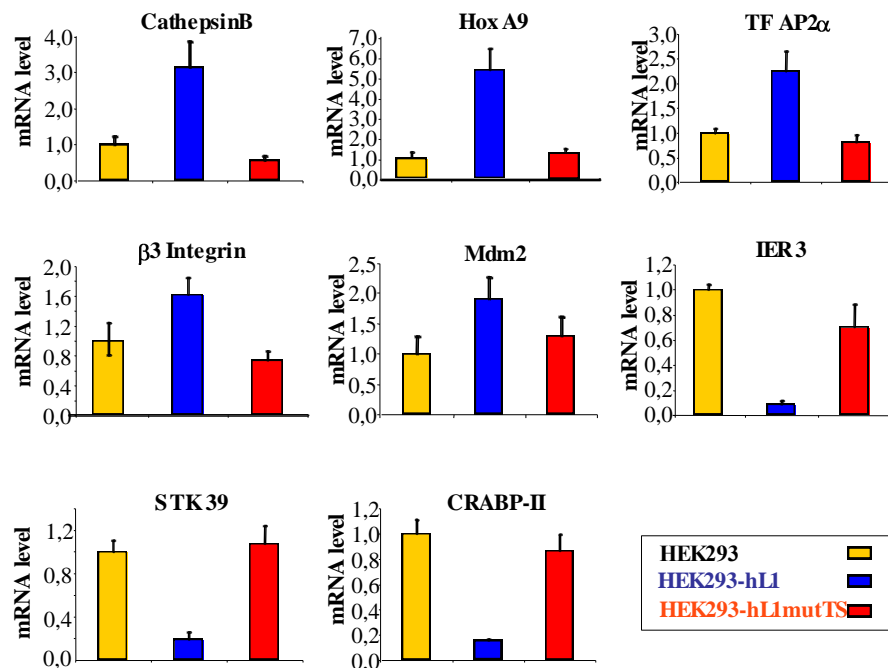 CathepsinB
mRNA level
4,0
3,0
2,0
1,0
0,0
Hox A9
mRNA level
7,0
6,0
5,0
4,0
3,0
2,0
1,0
0,0
TF AP2α
mRNA level
3,0
2,5
2,0
1,5
1,0
0,5
0,0
β3 Integrin
mRNA level
2,0
1,6
1,2
0,8
0,4
0,0
Mdm2
mRNA level
2,5
2,0
1,5
1,0
0,5
0,0
IER 3
mRNA level
1,2
1,0
0,8
0,6
0,4
0,2
0,0
STK 39
mRNA level
1,2
0,8
0,4
0,0
CRABP-II
mRNA level
1,2
1,0
0,8
0,6
0,4
0,2
0,0
HEK293
HEK293-hL1
HEK293-hL1mutTS